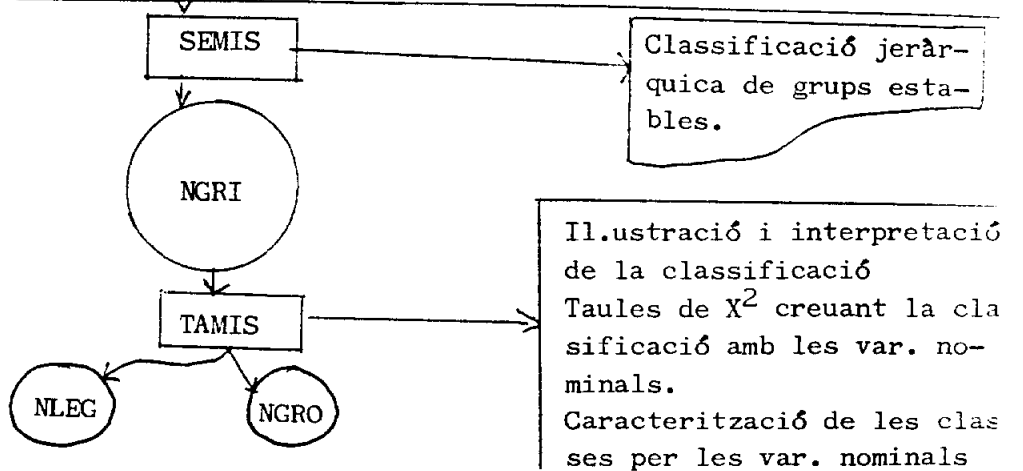 SEMIS
Classificació jeràr-
quica de grups esta-
bles.
NGRI
TAMIS
NLEG
NGRO
Il.ustració i interpretació
de la classificació
Taules de X² creuant la cla
sificació amb les var. no-
minals.
Caracterització de les clas
ses per les var. nominals